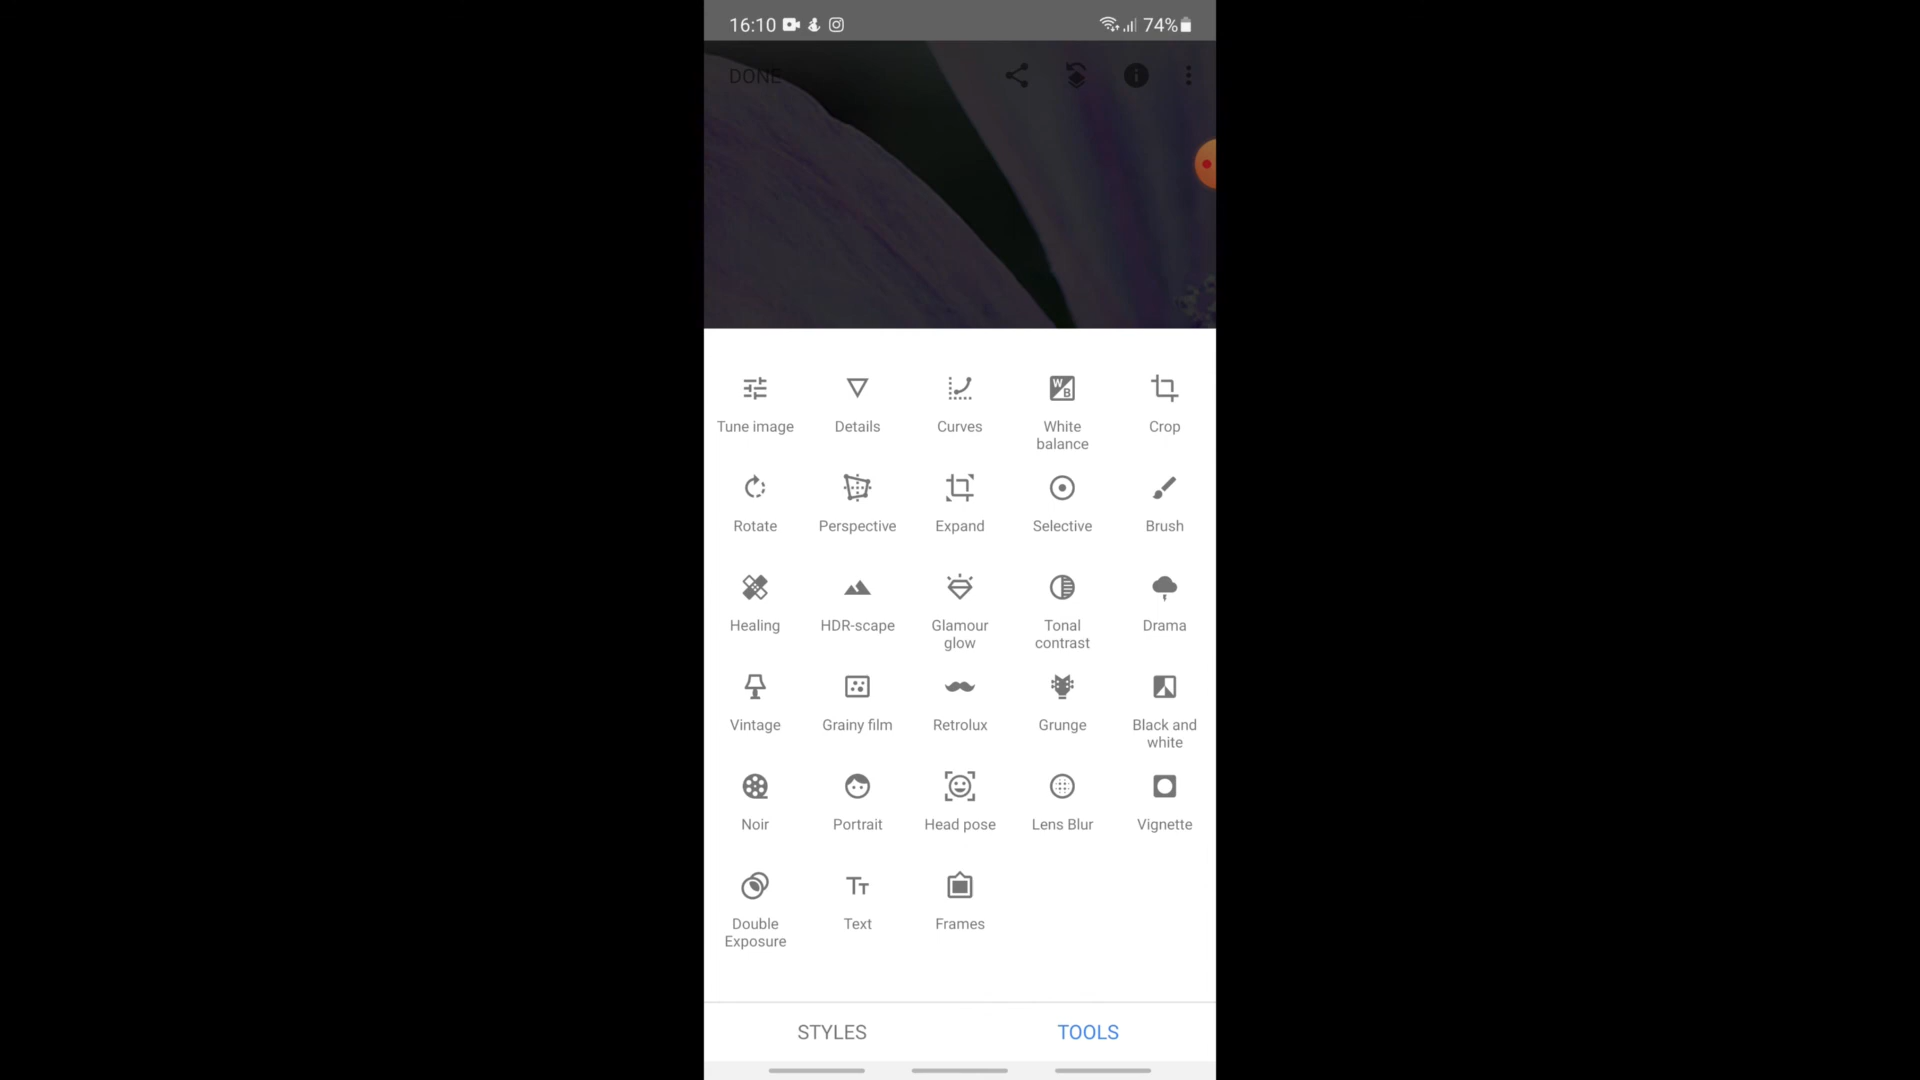 16:10
74%
DONE
Tune image
Details
Curves
White
balance
Crop
Rotate
Perspective
Expand
Selective
Brush
Healing
HDR-scape
Glamour
glow
Tonal
contrast
Drama
Vintage
Grainy film
Retrolux
Grunge
Black and
white
Noir
Portrait
Head pose
Lens Blur
Vignette
Double
Exposure
Text
Frames
STYLES
TOOLS